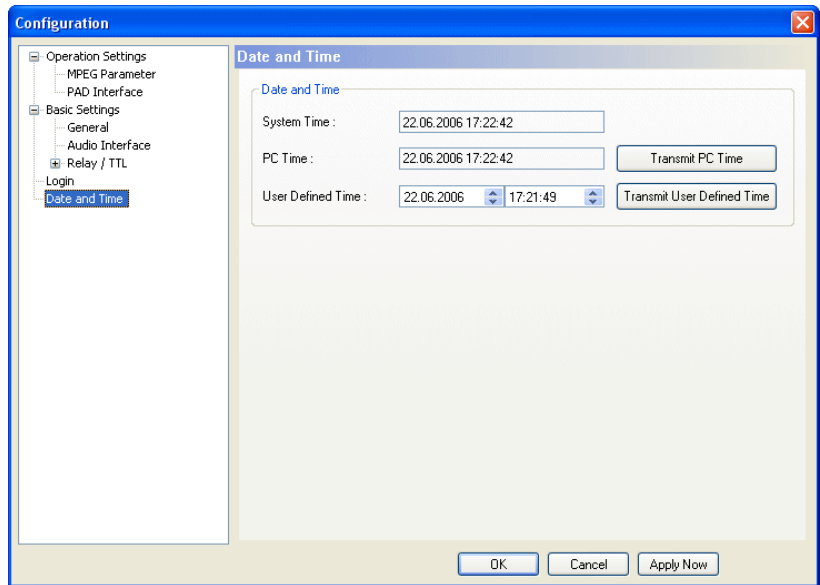 Configuration
Operation Settings
MPEG Parameter
PAD Interface
Basic Settings
General
Audio Interface
Relay / TTL
Login
Date and Time
Date and Time
Date and Time
System Time :
22.06.2006 17:22:42
PC Time :
22.06.2006 17:22:42
Transmit PC Time
User Defined Time :
22.06.2006
17:21:49
Transmit User Defined Time
OK
Cancel
Apply Now